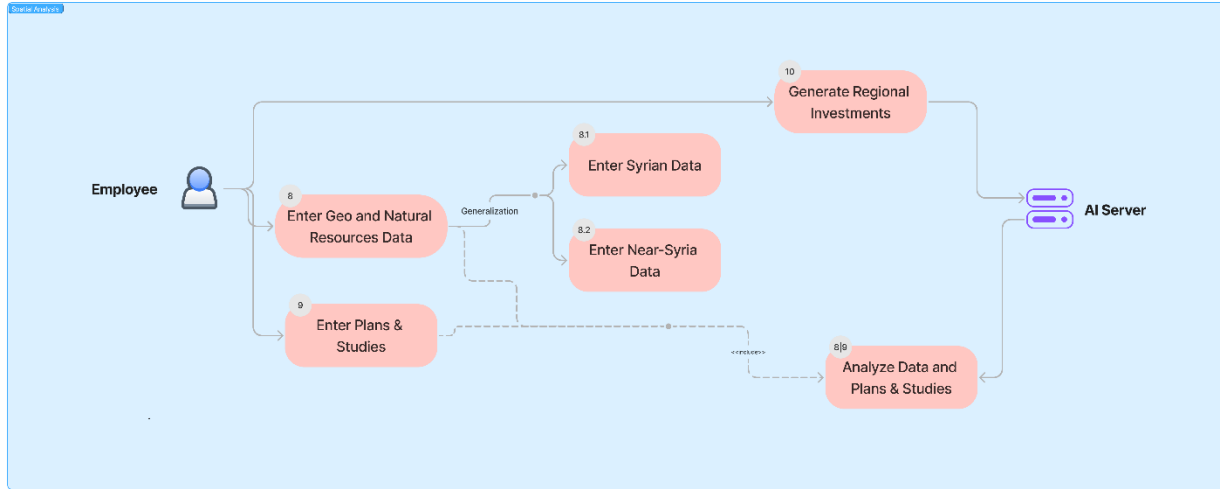 Spatial Analysis
10
Generate Regional
Investments
8.1
Enter Syrian Data
Employee
8
Enter Geo and Natural
Resources Data
Generalization
AI Server
8.2
Enter Near-Syria
Data
9
Enter Plans &
Studies
<<include>>
8|9
Analyze Data and
Plans & Studies